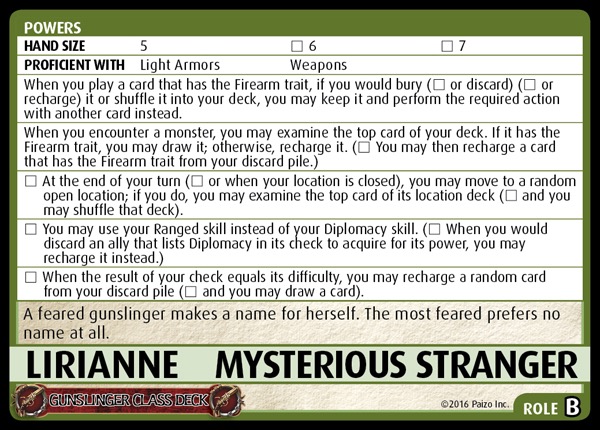 POWERS
HAND SIZE 5 □ 6 □ 7
PROFICIENT WITH Light Armors Weapons
When you play a card that has the Firearm trait, if you would bury (□ or discard) (□ or
recharge) it or shuffle it into your deck, you may keep it and perform the required action
with another card instead.
When you encounter a monster, you may examine the top card of your deck. If it has the
Firearm trait, you may draw it; otherwise, recharge it. (□ You may then recharge a card
that has the Firearm trait from your discard pile.)
□ At the end of your turn (□ or when your location is closed), you may move to a random
open location; if you do, you may examine the top card of its location deck (□ and you
may shuffle that deck).
□ You may use your Ranged skill instead of your Diplomacy skill. (□ When you would
discard an ally that lists Diplomacy in its check to acquire for its power, you may
recharge it instead.)
□ When the result of your check equals its difficulty, you may recharge a random card
from your discard pile (□ and you may draw a card).
A feared gunslinger makes a name for herself. The most feared prefers no
name at all.
LIRIANNE MYSTERIOUS STRANGER
GUNSLINGER CLASS DECK
©2016 Paizo Inc. ROLE B